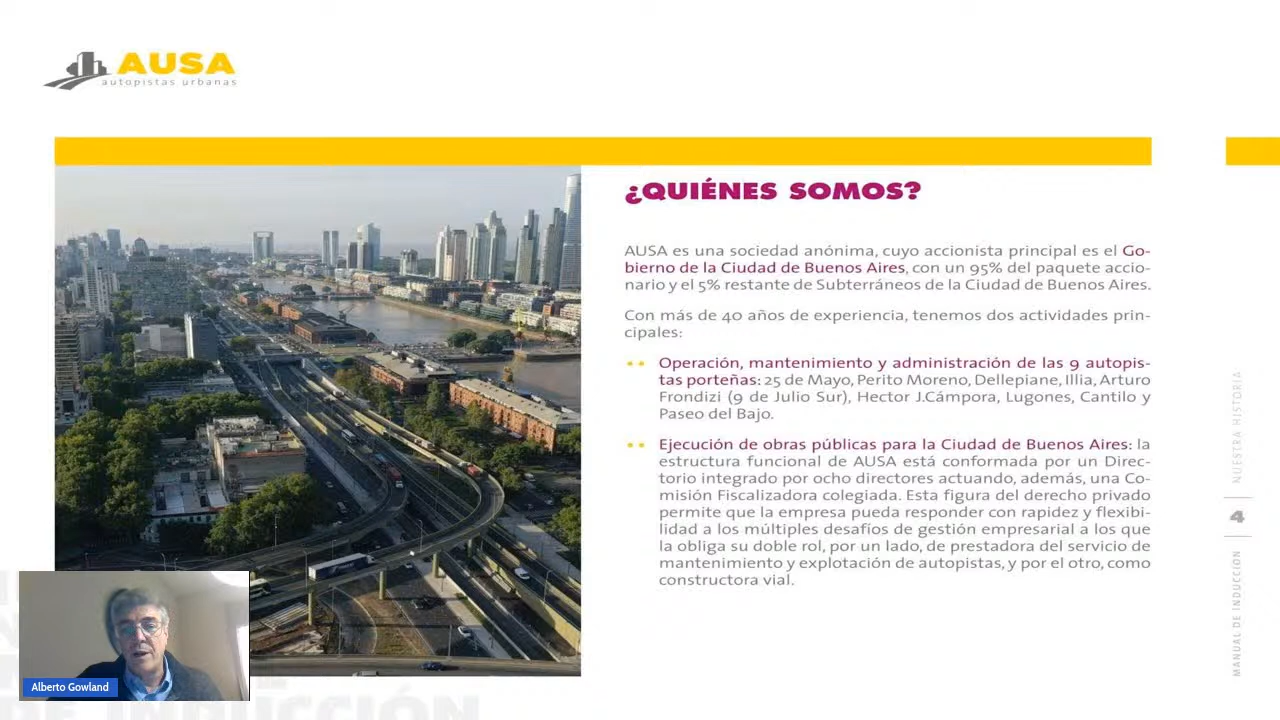 AUSA
autopistas urbanas
¿QUIÉNES SOMOS?
AUSA es una sociedad anónima, cuyo accionista principal es el Go-
bierno de la Ciudad de Buenos Aires, con un 95% del paquete accio-
nario y el 5% restante de Subterráneos de la Ciudad de Buenos Aires.
Con más de 40 años de experiencia, tenemos dos actividades prin-
cipales:
Operación, mantenimiento y administración de las 9 autopis-
tas porteñas: 25 de Mayo, Perito Moreno, Dellepiane, Illia, Arturo
Frondizi (9 de Julio Sur), Hector J.Cámpora, Lugones, Cantilo y
Paseo del Bajo.
Ejecución de obras públicas para la Ciudad de Buenos Aires: la
estructura funcional de AUSA está conformada por un Direc-
torio integrado por ocho directores actuando, además, una Co-
misión Fiscalizadora colegiada. Esta figura del derecho privado
permite que la empresa pueda responder con rapidez y flexibi-
lidad a los múltiples desafíos de gestión empresarial a los que
la obliga su doble rol, por un lado, de prestadora del servicio de
mantenimiento y explotación de autopistas, y por el otro, como
constructora vial.
NUESTRA HISTORIA
4
MANUAL DE INDUCCIÓN
Alberto Gowland
DE INDUCCIÓN